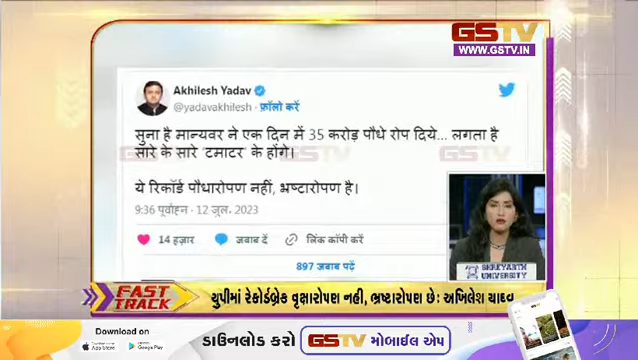 GSTV
WWW.GSTV.IN
Akhilesh Yadav
@yadavakhilesh · फ़ॉलो करें
सुना है मान्यवर ने एक दिन में 35 करोड़ पौधे रोप दिये... लगता है
सारे के सारे 'टमाटर' के होंगे।
ये रिकॉर्ड पौधारोपण नहीं, भ्रष्टारोपण है।
9:36 पूर्वाह्न · 12 जुल॰ 2023
14 हज़ार जवाब दें लिंक कॉपी करें
897 जवाब पढ़ें
SHREYARTH
UNIVERSITY
FAST
TRACK
યુપીમાં રેકોર્ડબ્રેક વૃક્ષારોપણ નહી, ભ્રષ્ટારોપણ છે : અખિલેશ યાદવ
Download on
App Store Google Play
ડાઉનલોડ કરો GSTV મોબાઈલ એપ